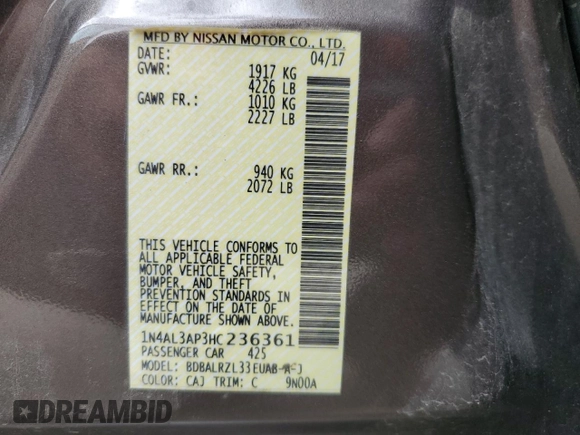 MFD BY NISSAN MOTOR CO., LTD.
DATE: 04/17
GVWR: 1917 KG
4226 LB
GAWR FR.: 1010 KG
2227 LB
GAWR RR.: 940 KG
2072 LB
THIS VEHICLE CONFORMS TO
ALL APPLICABLE FEDERAL
MOTOR VEHICLE SAFETY,
BUMPER, AND THEFT
PREVENTION STANDARDS IN
EFFECT ON THE DATE OF
MANUFACTURE SHOWN ABOVE.
1N4AL3AP3HC236361
PASSENGER CAR 425
MODEL: BDBALRZL33EUAB
COLOR: CAJ TRIM: C 9N00A
DREAMBID